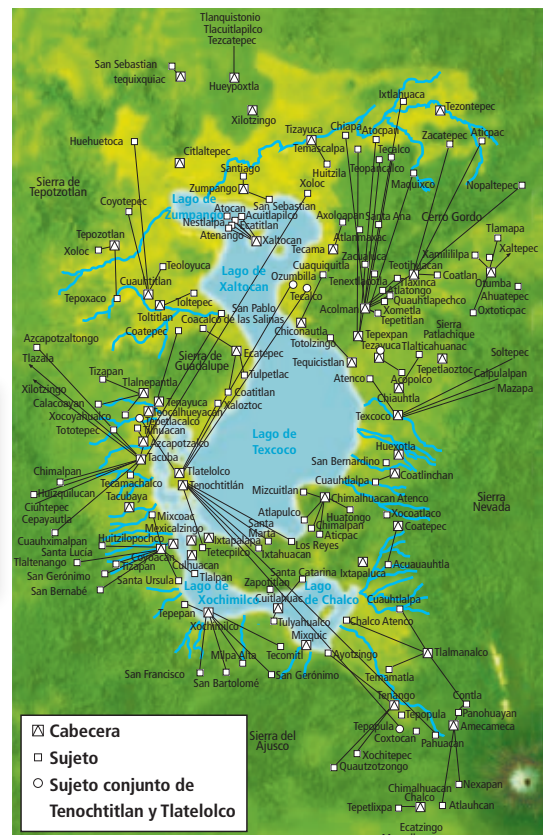 Tlanquistonio
Tlacuitlapilco
Tezcatepec
San Sebastian
tequixquiac
Hueypoxtla
Ixtlahuaca
Tezontepec
Xilotzingo
Huehuetoca
Citlaltepec
Tizayuca
Temascalpa
Chiapa
Atocpan
Tecalco
Teopancalco
Zacatepec
Aticpac
Santiago
Huitzila
Xoloc
Maquixco
Nopaltepec
Sierra de
Tepotzotlan
Zumpango
Coyotepec
Lago de
Zumpango
San Sebastian
Atocan
Acuitlapilco
Nestlapa
Ecatitlan
Atenango
Xaltocan
Axoloapan
Santa Ana
Atlanmaxac
Cerro Gordo
Tlamapa
Xaltepec
Tepozotlan
Xoloc
Tecama
Zacualuca
Xamililpa
Teoloyuca
Lago de
Xaltocan
Cuaquiquitla
Ozumbilla
Tecalco
Tenextlacotla
Teotihuacan
Tlaxinca
Coatlan
Otumba
Ahuatepec
Oxtoticpac
Tepoxaco
Cuautitlan
Toltepec
Toltitlan
Atlatongo
Quauhtlapechco
Acolman
Xometla
Tepetitlan
San Pablo
Coacalco de las Salinas
Coatepec
Chiconautla
Totolzingo
Tepexpan
Tezayuca
Sierra
Patlachique
Tlalticahuanac
Azcapotzaltongo
Tlazala
Sierra de
Guadalupe
Ecatepec
Tequicistlan
Tepetlaoztoc
Soltepec
Calpulalpan
Mazapa
Tizapan
Tulpetlac
Atenco
Acopolco
Chiauntla
Xilotzingo
Tlalnepantla
Calacoayan
Tenayuca
Coatitlan
Xaloztoc
Texcoco
Xocoyahualco
Teocalhueyacan
Tepetlacalco
Tototepec
Tlihuacan
Azcapotzalco
Lago de
Texcoco
Huexotla
San Bernardino
Tacuba
Chimalpan
Tecamachalco
Tlatelolco
Tenochtitlán
Cuauhtlalpa
Coatlinchan
Huizquilucan
Tacubaya
Mizcuitlan
Chimalhuacan Atenco
Ciúhtepec
Cepayautla
Mixcoac
Mexicalzingo
Atlapulco
Huatongo
Xocoatlaco
Sierra
Nevada
Cuauhximalpan
Huitzilopochco
Santa
Marta
Chimalpan
Aticpac
Coatepec
Santa Lucía
Ixtapalapa
Tetecpilco
Los Reyes
Ixtahuacan
Tlaltenango
Coyoacan
Tizapan
Culhuacan
Tlalpan
San Gerónimo
Santa Ursula
San Bernabé
Zapotitlan
Santa Catarina
Ixtapaluca
Acuauautla
Lago de
Xochimilco
Cuitlahuac
Lago
de Chalco
Cuauhtlalpa
Tepepan
Xochimilco
Tulyahualco
Mixquic
Chalco Atenco
Tecomitl
Ayotzingo
Tlalmanalco
Milpa Alta
San Francisco
San Bartolomé
San Gerónimo
Temamatla
Tenango
Contla
Panohuayan
Tepopula
Tepopula
Amecameca
Coxtocan
Pahuacan
Sierra del
Ajusco
Xochitepec
Quautzotzongo
Chimalhuacan
Chalco
Nexapan
Tepetlixpa
Atlauhcan
Ecatzingo
Cabecera
Sujeto
Sujeto conjunto de
Tenochtitlan y Tlatelolco